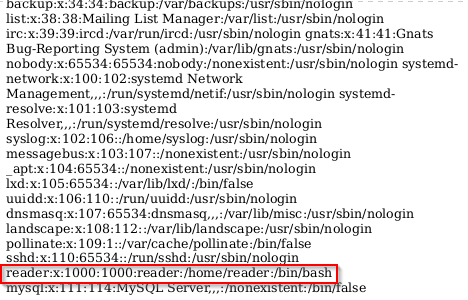 backup:x:34:34:backup:/var/backups:/usr/sbin/nologin
list:x:38:38:Mailing List Manager:/var/list:/usr/sbin/nologin
irc:x:39:39:ircd:/var/run/ircd:/usr/sbin/nologin gnats:x:41:41:Gnats
Bug-Reporting System (admin):/var/lib/gnats:/usr/sbin/nologin
nobody:x:65534:65534:nobody:/nonexistent:/usr/sbin/nologin systemd-
network:x:100:102:systemd Network
Management,,,:/run/systemd/netif:/usr/sbin/nologin systemd-
resolve:x:101:103:systemd
Resolver,,,:/run/systemd/resolve:/usr/sbin/nologin
syslog:x:102:106::/home/syslog:/usr/sbin/nologin
messagebus:x:103:107::/nonexistent:/usr/sbin/nologin
_apt:x:104:65534::/nonexistent:/usr/sbin/nologin
lxd:x:105:65534::/var/lib/lxd/:/bin/false
uuidd:x:106:110::/run/uuidd:/usr/sbin/nologin
dnsmasq:x:107:65534:dnsmasq,,,:/var/lib/misc:/usr/sbin/nologin
landscape:x:108:112::/var/lib/landscape:/usr/sbin/nologin
pollinate:x:109:1::/var/cache/pollinate:/bin/false
sshd:x:110:65534::/run/sshd:/usr/sbin/nologin
reader:x:1000:1000:reader:/home/reader:/bin/bash
mysql:x:111:114:MySQL Server,,,:/nonexistent:/bin/false